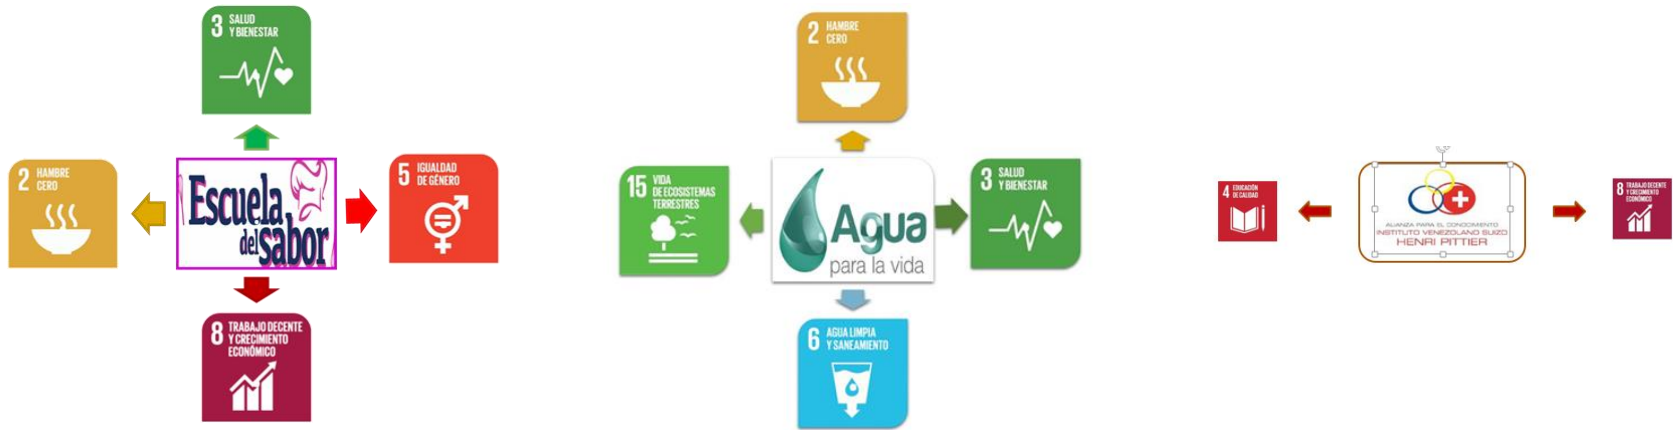 3 SALUD
Y BIENESTAR
2 HAMBRE
CERO
Escuela
del sabor
5 IGUALDAD
DE GÉNERO
8 TRABAJO DECENTE
Y CRECIMIENTO
ECONÓMICO
2 HAMBRE
CERO
15 VIDA
DE ECOSISTEMAS
TERRESTRES
Agua
para la vida
3 SALUD
Y BIENESTAR
6 AGUA LIMPIA
Y SANEAMIENTO
4 EDUCACIÓN
DE CALIDAD
ALIANZA PARA EL CONOCIMIENTO
INSTITUTO VENEZOLANO SUIZO
HENRI PITTIER
8 TRABAJO DECENTE
Y CRECIMIENTO
ECONÓMICO